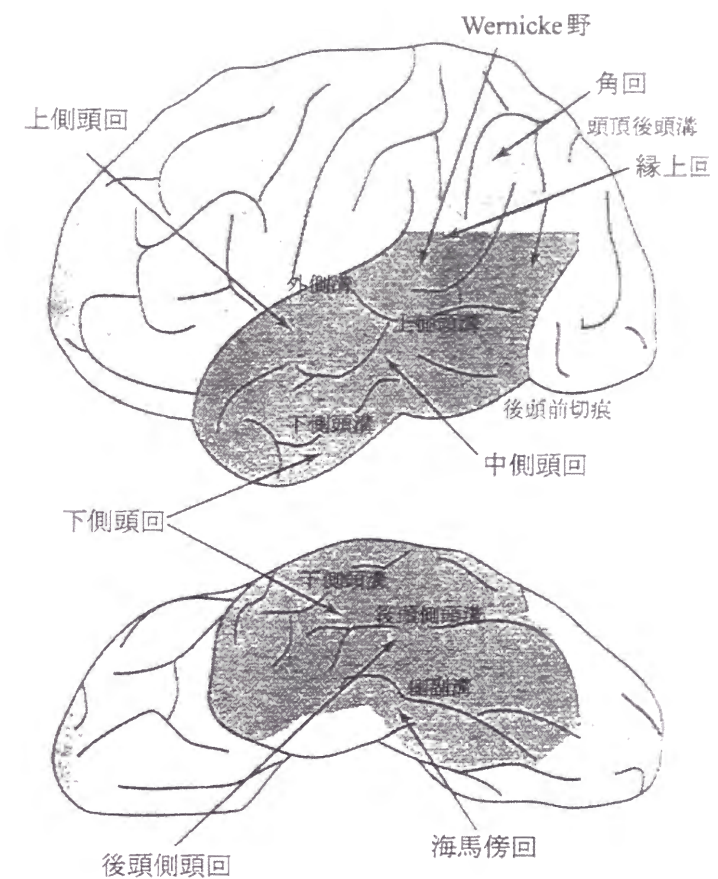 Wernicke野
角回
上側頭回
頭頂後頭溝
縁上回
外側溝
上側頭溝
後頭前切痕
下側頭溝
中側頭回
下側頭回
下側頭溝
後頭側頭溝
側副溝
海馬傍回
後頭側頭回